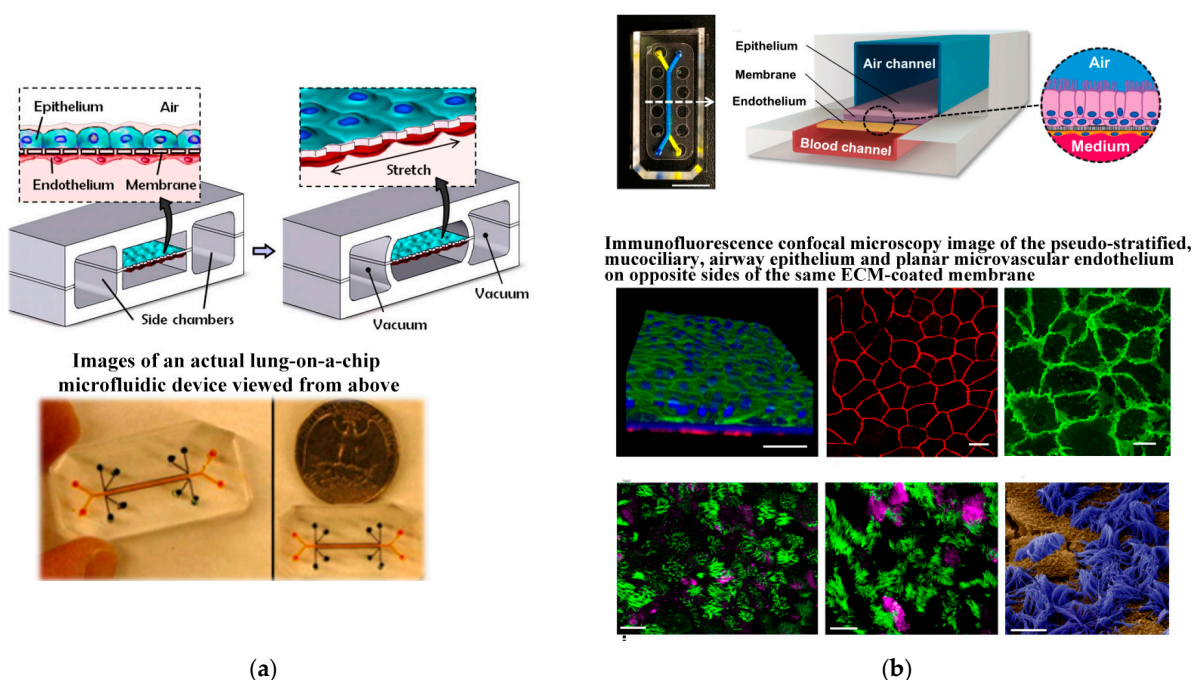 Epithelium
Air
Endothelium
Membrane
Stretch
Side chambers
Vacuum
Vacuum
Images of an actual lung-on-a-chip
microfluidic device viewed from above
(a)
Epithelium
Membrane
Endothelium
Air channel
Blood channel
Air
Medium
Immunofluorescence confocal microscopy image of the pseudo-stratified,
mucociliary, airway epithelium and planar microvascular endothelium
on opposite sides of the same ECM-coated membrane
(b)